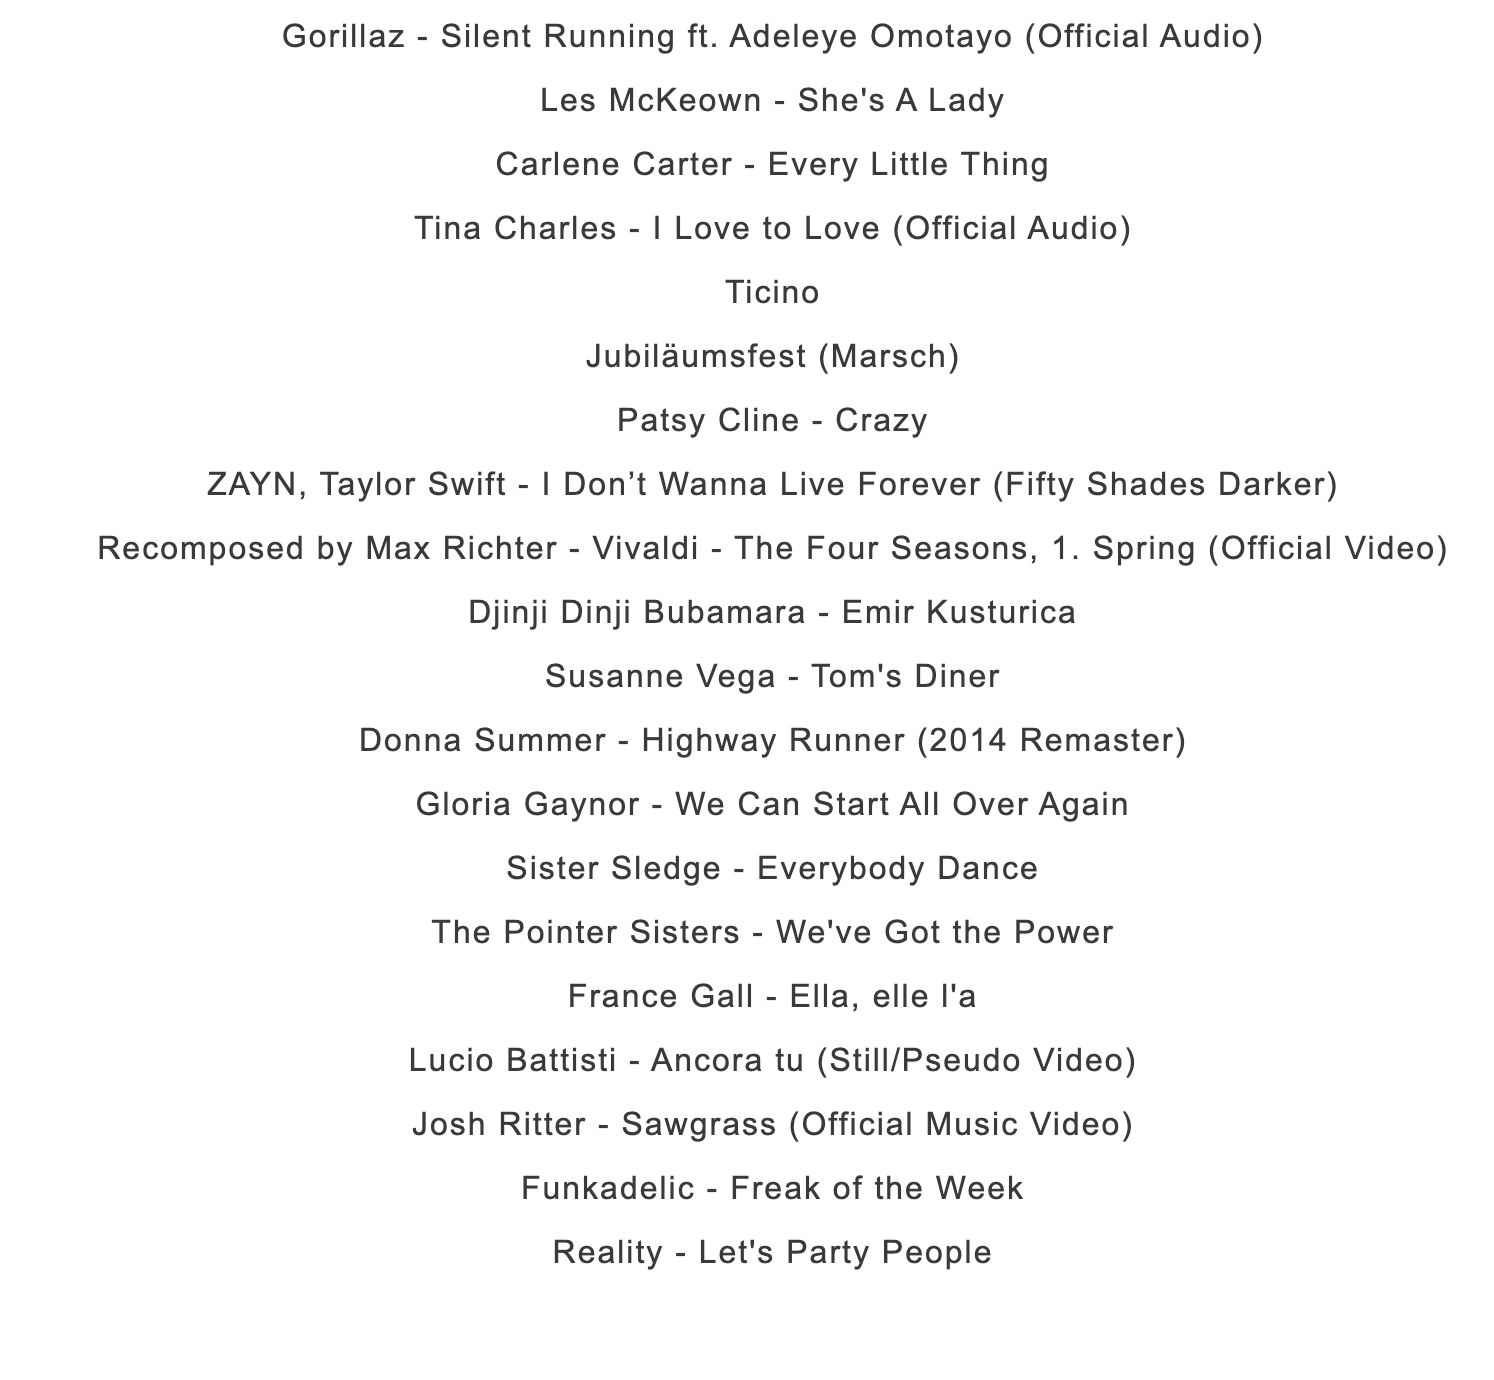 Gorillaz - Silent Running ft. Adeleye Omotayo (Official Audio)
Les McKeown - She's A Lady
Carlene Carter - Every Little Thing
Tina Charles - I Love to Love (Official Audio)
Ticino
Jubiläumsfest (Marsch)
Patsy Cline - Crazy
ZAYN, Taylor Swift - I Don’t Wanna Live Forever (Fifty Shades Darker)
Recomposed by Max Richter - Vivaldi - The Four Seasons, 1. Spring (Official Video)
Djinji Dinji Bubamara - Emir Kusturica
Susanne Vega - Tom's Diner
Donna Summer - Highway Runner (2014 Remaster)
Gloria Gaynor - We Can Start All Over Again
Sister Sledge - Everybody Dance
The Pointer Sisters - We've Got the Power
France Gall - Ella, elle l'a
Lucio Battisti - Ancora tu (Still/Pseudo Video)
Josh Ritter - Sawgrass (Official Music Video)
Funkadelic - Freak of the Week
Reality - Let's Party People